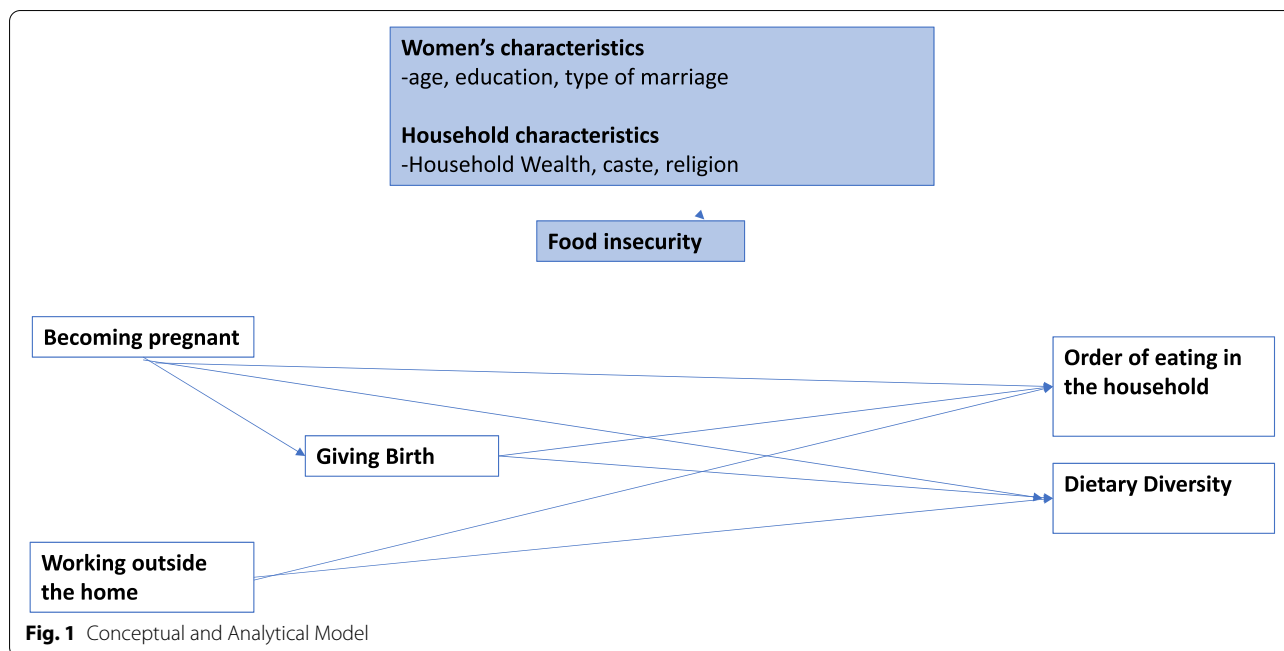 Women’s characteristics
-age, education, type of marriage
Household characteristics
-Household Wealth, caste, religion
Food insecurity
Becoming pregnant
Order of eating in
the household
Giving Birth
Dietary Diversity
Working outside
the home
Fig. 1 Conceptual and Analytical Model